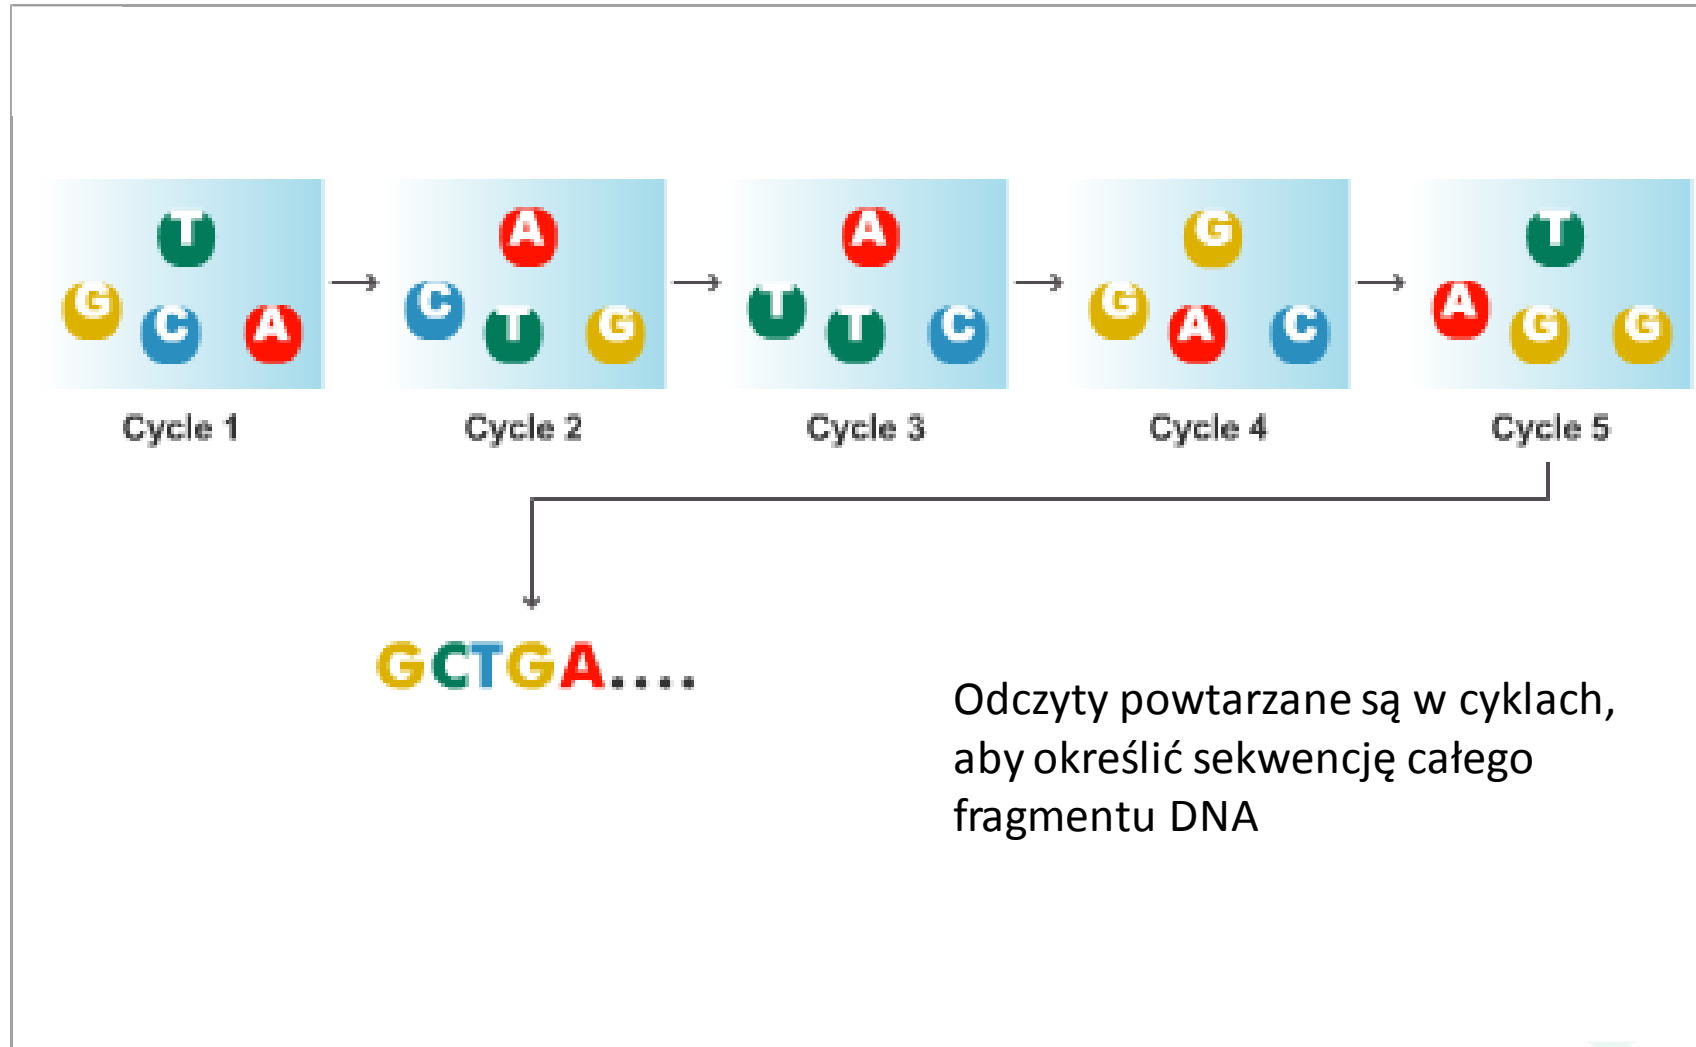 T
G C A
Cycle 1
A
C T G
Cycle 2
A
T T C
Cycle 3
G
G A C
Cycle 4
T
A G G
Cycle 5
GCTGA....
Odczyty powtarzane są w cyklach,
aby określić sekwencję całego
fragmentu DNA